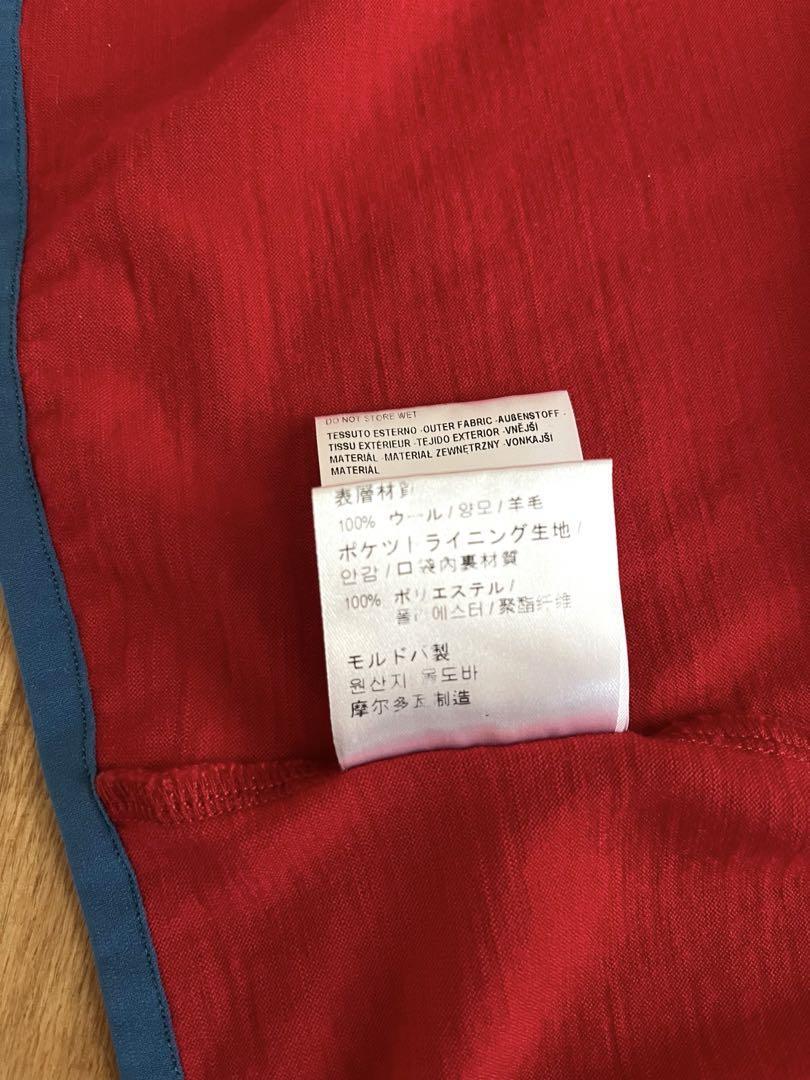 DO NOT STORE WET
TESSUTO ESTERNO -OUTER FABRIC -AUßENSTOFF -
TISSU EXTÉRIEUR -TEJIDO EXTERIOR -VNĚJŠÍ
MATERIÁL -MATERIAŁ ZEWNĘTRZNY -VONKAJŠÍ
MATERIÁL
表層材質
100% ウール / 양모 / 羊毛
ポケットライニング生地 /
안감 / 口袋內裏材質
100% ポリエステル /
폴리에스터 / 聚酯纤维
モルドバ製
원산지 몰도바
摩尔多瓦制造